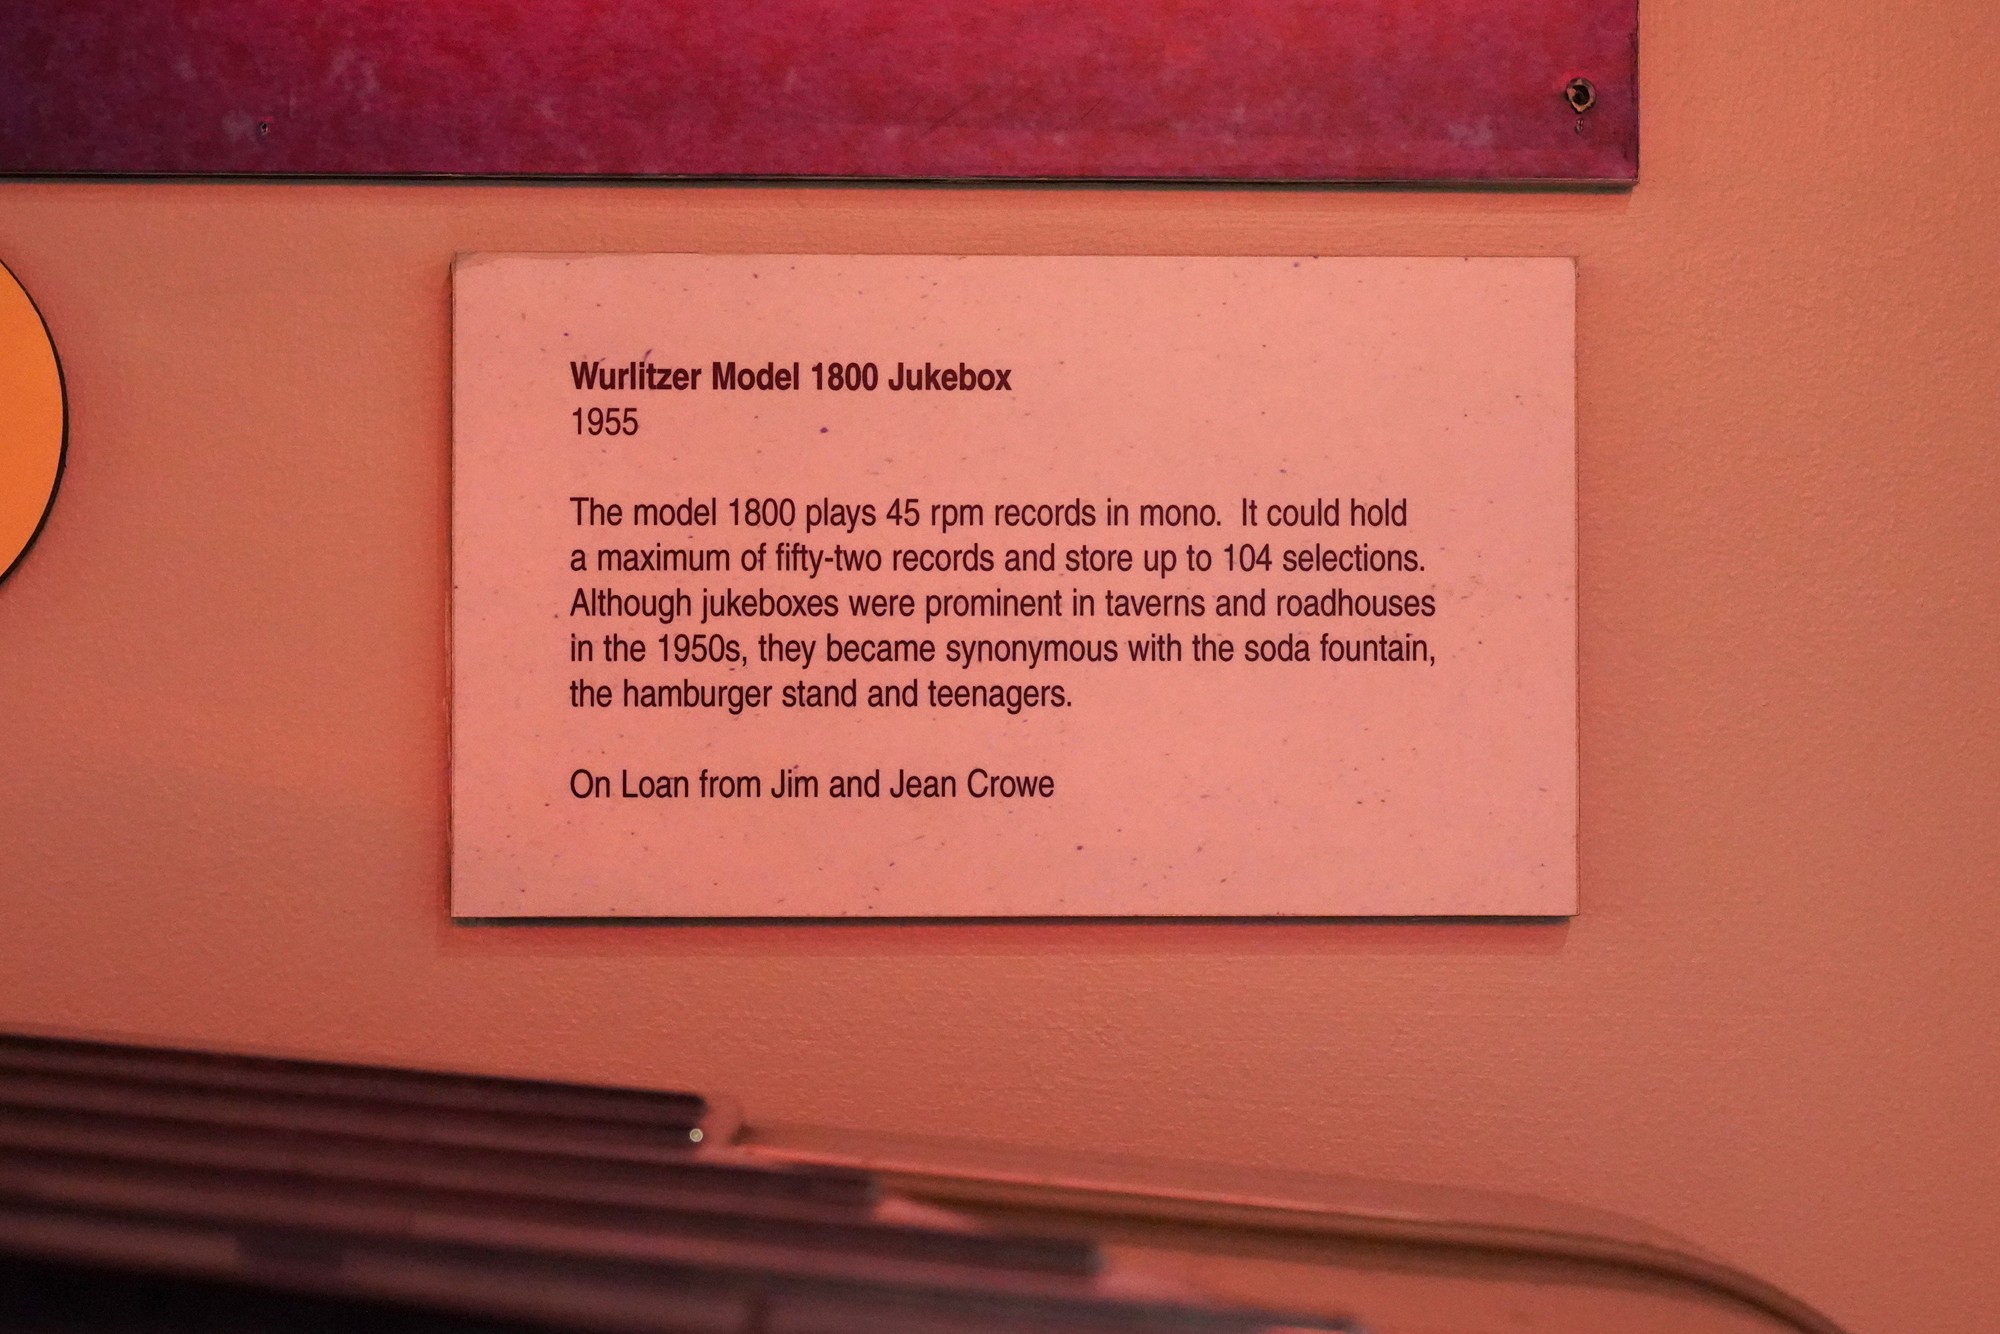 Wurlitzer Model 1800 Jukebox
1955
The model 1800 plays 45 rpm records in mono.  It could hold
a maximum of fifty-two records and store up to 104 selections.
Although jukeboxes were prominent in taverns and roadhouses
in the 1950s, they became synonymous with the soda fountain,
the hamburger stand and teenagers.
On Loan from Jim and Jean Crowe